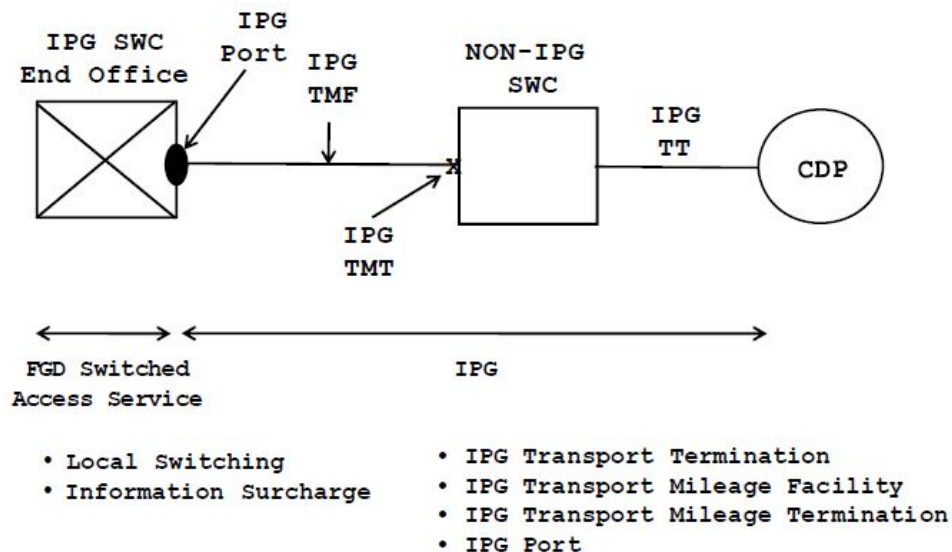 IPG SWC
End Office
IPG
Port
IPG
TMF
NON-IPG
SWC
IPG
TT
CDP
X
IPG
TMT
FGD Switched
Access Service
IPG
• Local Switching
• Information Surcharge
• IPG Transport Termination
• IPG Transport Mileage Facility
• IPG Transport Mileage Termination
• IPG Port